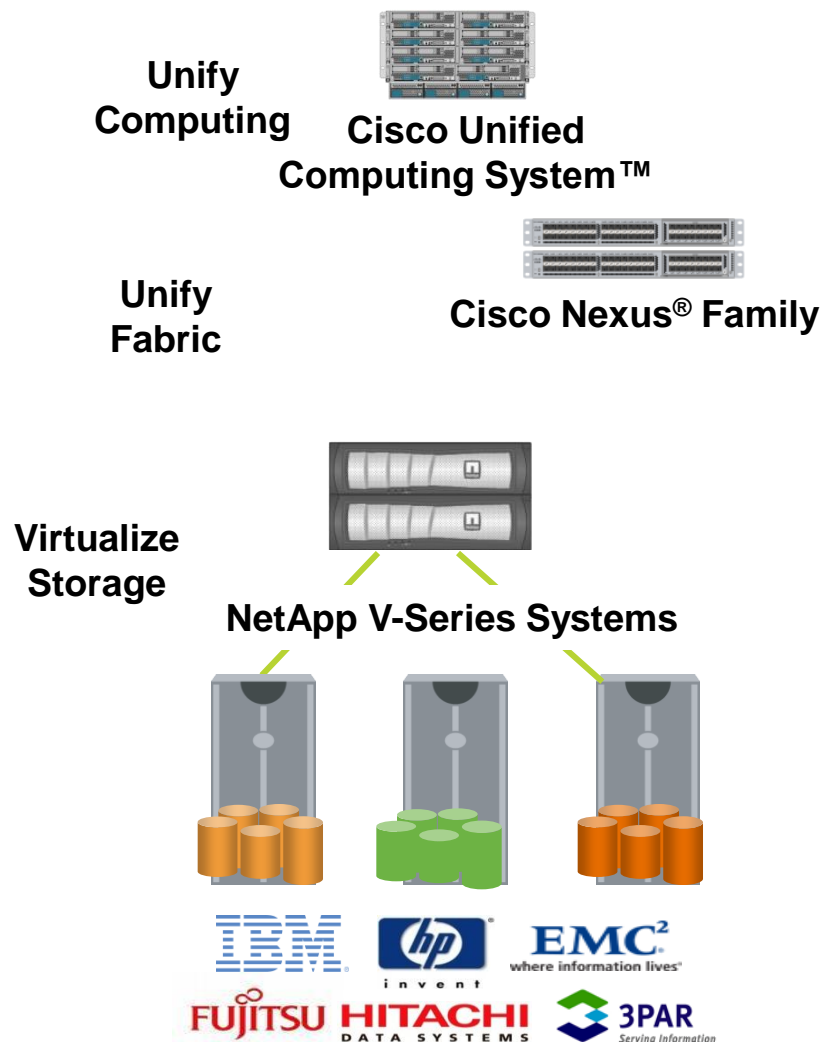 Unify
Computing
Cisco Unified
Computing System™
Unify
Fabric
Cisco Nexus® Family
Virtualize
Storage
NetApp V-Series Systems
IBM®
hp
invent
EMC²
where information lives®
FUJITSU
HITACHI
DATA SYSTEMS
3PAR
Serving Information